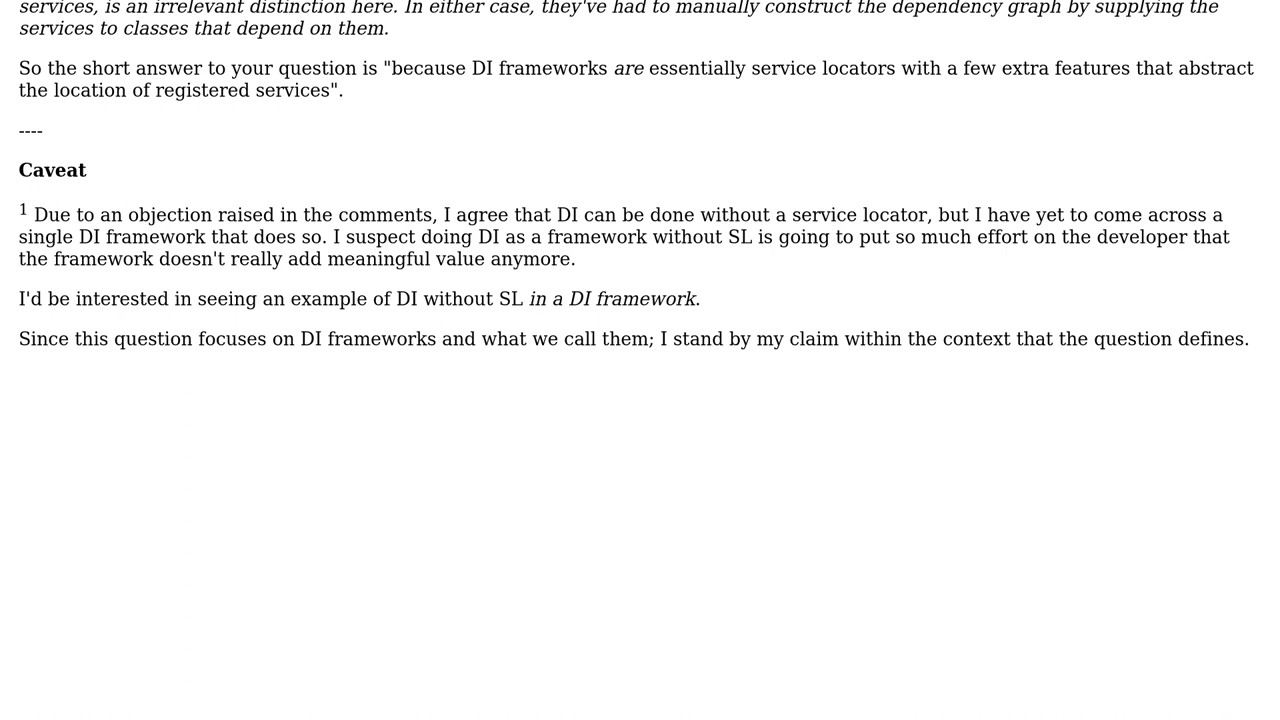 services, is an irrelevant distinction here. In either case, they've had to manually construct the dependency graph by supplying the
services to classes that depend on them.
So the short answer to your question is "because DI frameworks are essentially service locators with a few extra features that abstract
the location of registered services".
----
Caveat
1 Due to an objection raised in the comments, I agree that DI can be done without a service locator, but I have yet to come across a
single DI framework that does so. I suspect doing DI as a framework without SL is going to put so much effort on the developer that
the framework doesn't really add meaningful value anymore.
I'd be interested in seeing an example of DI without SL in a DI framework.
Since this question focuses on DI frameworks and what we call them; I stand by my claim within the context that the question defines.